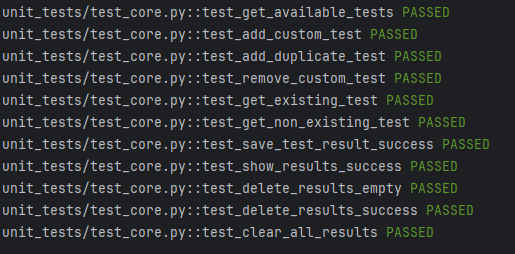 unit_tests/test_core.py::test_get_available_tests PASSED
unit_tests/test_core.py::test_add_custom_test PASSED
unit_tests/test_core.py::test_add_duplicate_test PASSED
unit_tests/test_core.py::test_remove_custom_test PASSED
unit_tests/test_core.py::test_get_existing_test PASSED
unit_tests/test_core.py::test_get_non_existing_test PASSED
unit_tests/test_core.py::test_save_test_result_success PASSED
unit_tests/test_core.py::test_show_results_success PASSED
unit_tests/test_core.py::test_delete_results_empty PASSED
unit_tests/test_core.py::test_delete_results_success PASSED
unit_tests/test_core.py::test_clear_all_results PASSED